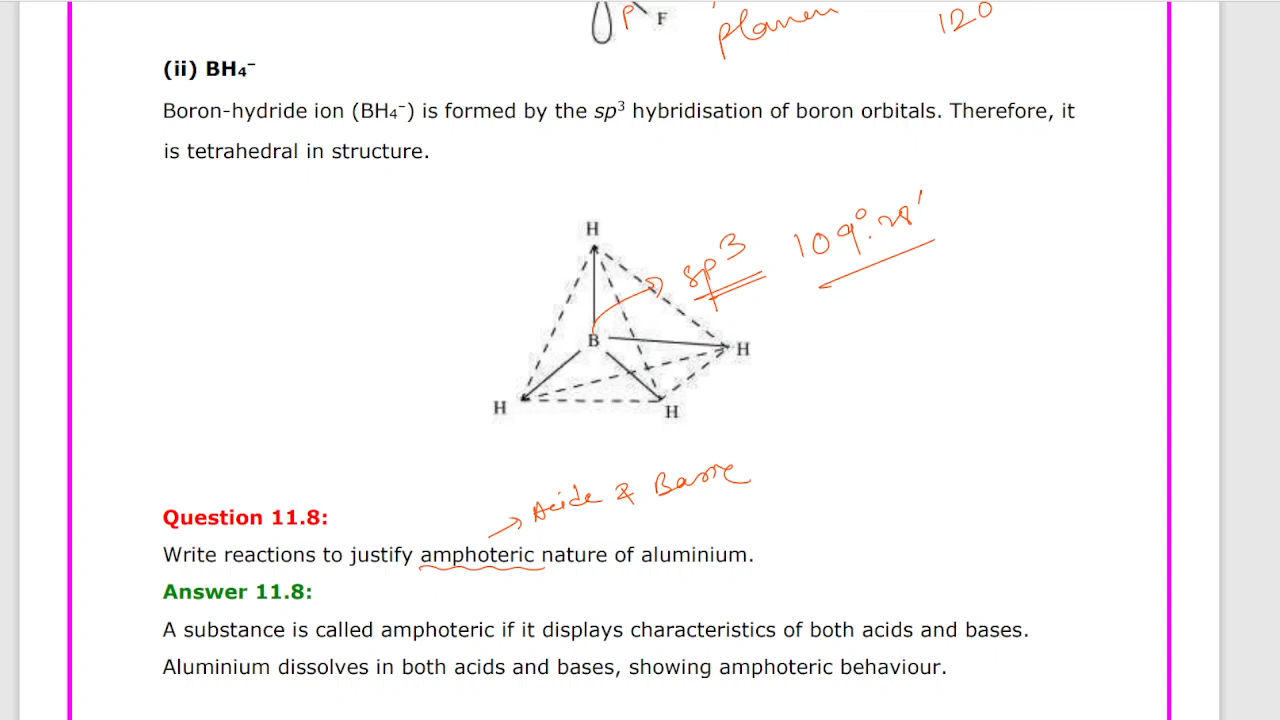 P F planer 120
(ii) BH₄⁻
Boron-hydride ion (BH₄⁻) is formed by the sp³ hybridisation of boron orbitals. Therefore, it
is tetrahedral in structure.
H
sp3 109°.28'
B
H
H
H
→ Acide & Basic
Question 11.8:
Write reactions to justify amphoteric nature of aluminium.
Answer 11.8:
A substance is called amphoteric if it displays characteristics of both acids and bases.
Aluminium dissolves in both acids and bases, showing amphoteric behaviour.